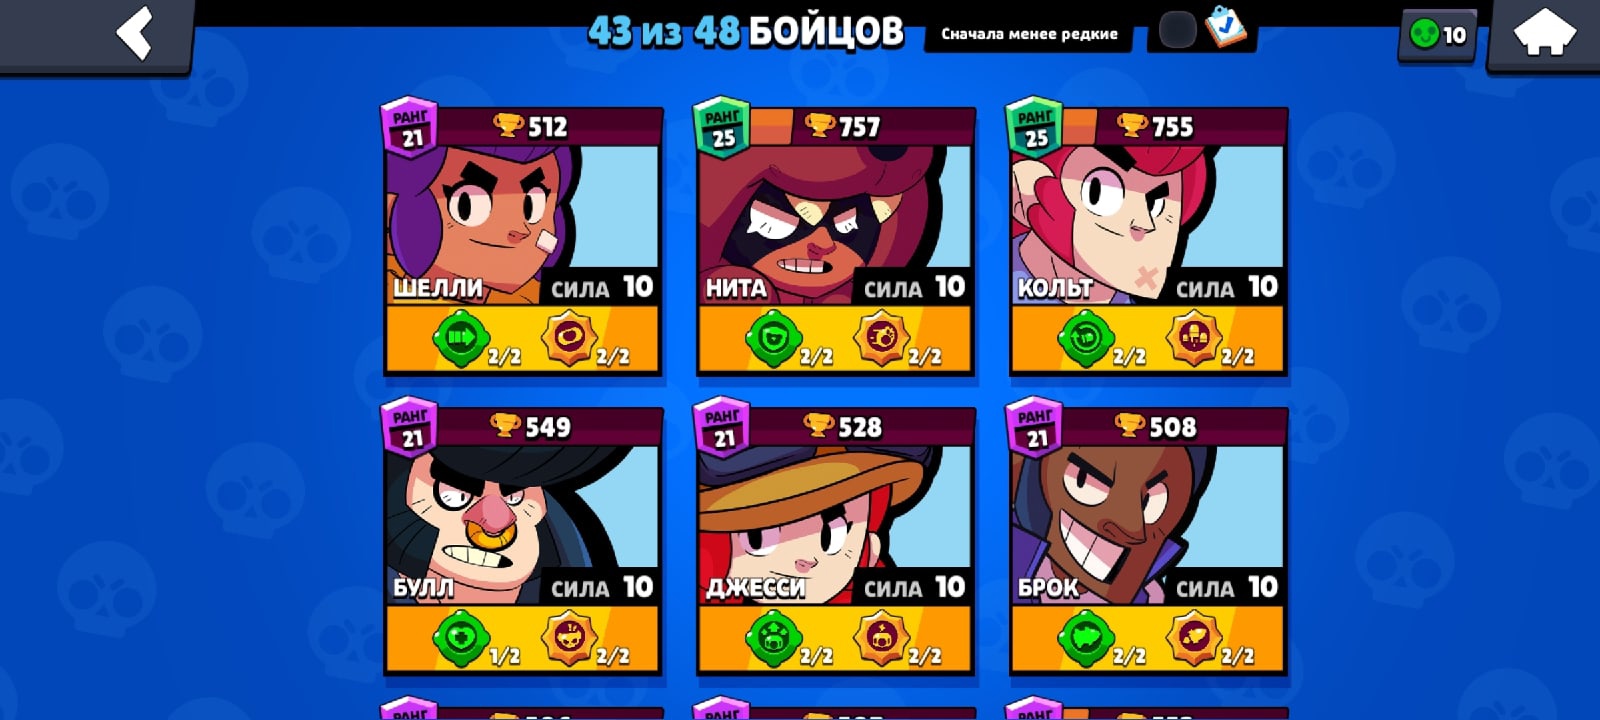 43 из 48 БОЙЦОВ
Сначала менее редкие
10
РАНГ 21 512
ШЕЛЛИ СИЛА 10
2/2 2/2
РАНГ 25 757
НИТА СИЛА 10
2/2 2/2
РАНГ 25 755
КОЛЬТ СИЛА 10
2/2 2/2
РАНГ 21 549
БУЛЛ СИЛА 10
1/2 2/2
РАНГ 21 528
ДЖЕССИ СИЛА 10
2/2 2/2
РАНГ 21 508
БРОК СИЛА 10
2/2 2/2
РАНГ
РАНГ
РАНГ